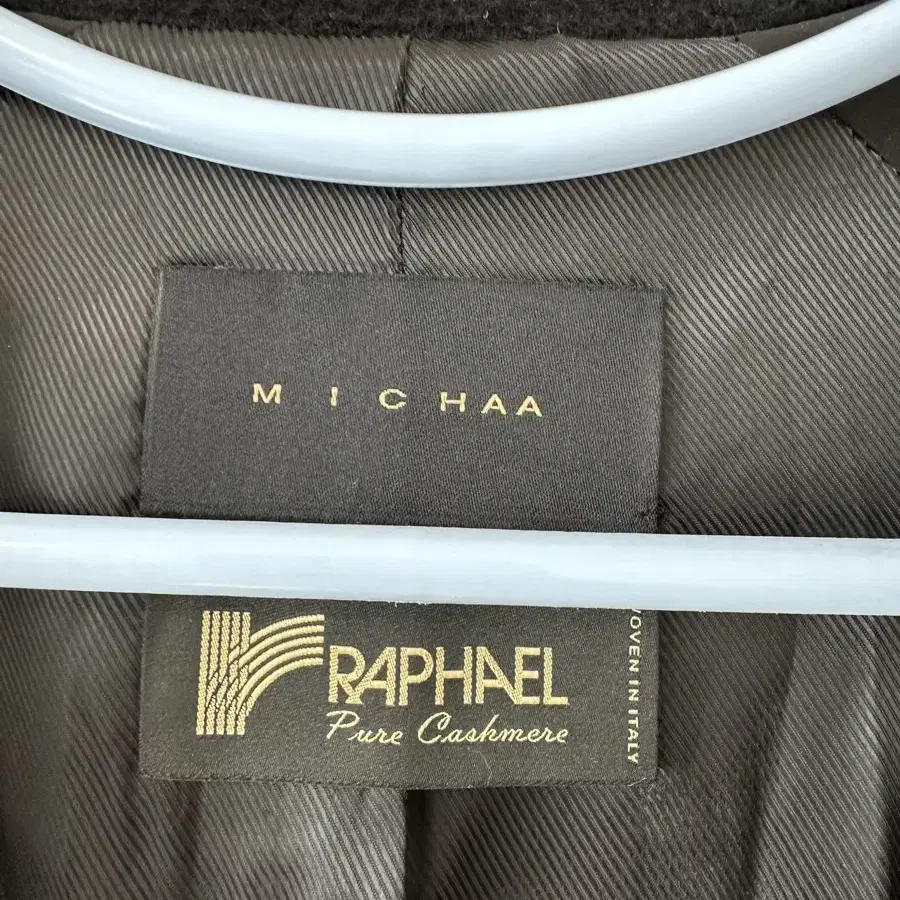 MICHAA
RAPHAEL
Pure Cashmere
WOVEN IN ITALY